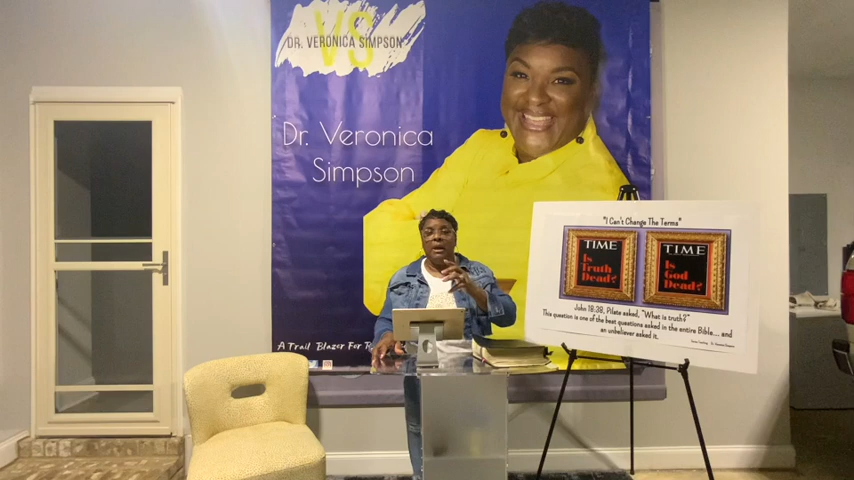 VS
DR. VERONICA SIMPSON
Dr. Veronica
Simpson
A Trail Blazer For
"I Can't Change The Terms"
TIME
Is
Truth
Dead?
TIME
Is
God
Dead?
John 18:38, Pilate asked, "What is truth?"
This question is one of the best questions asked in the entire Bible... and
an unbeliever asked it.